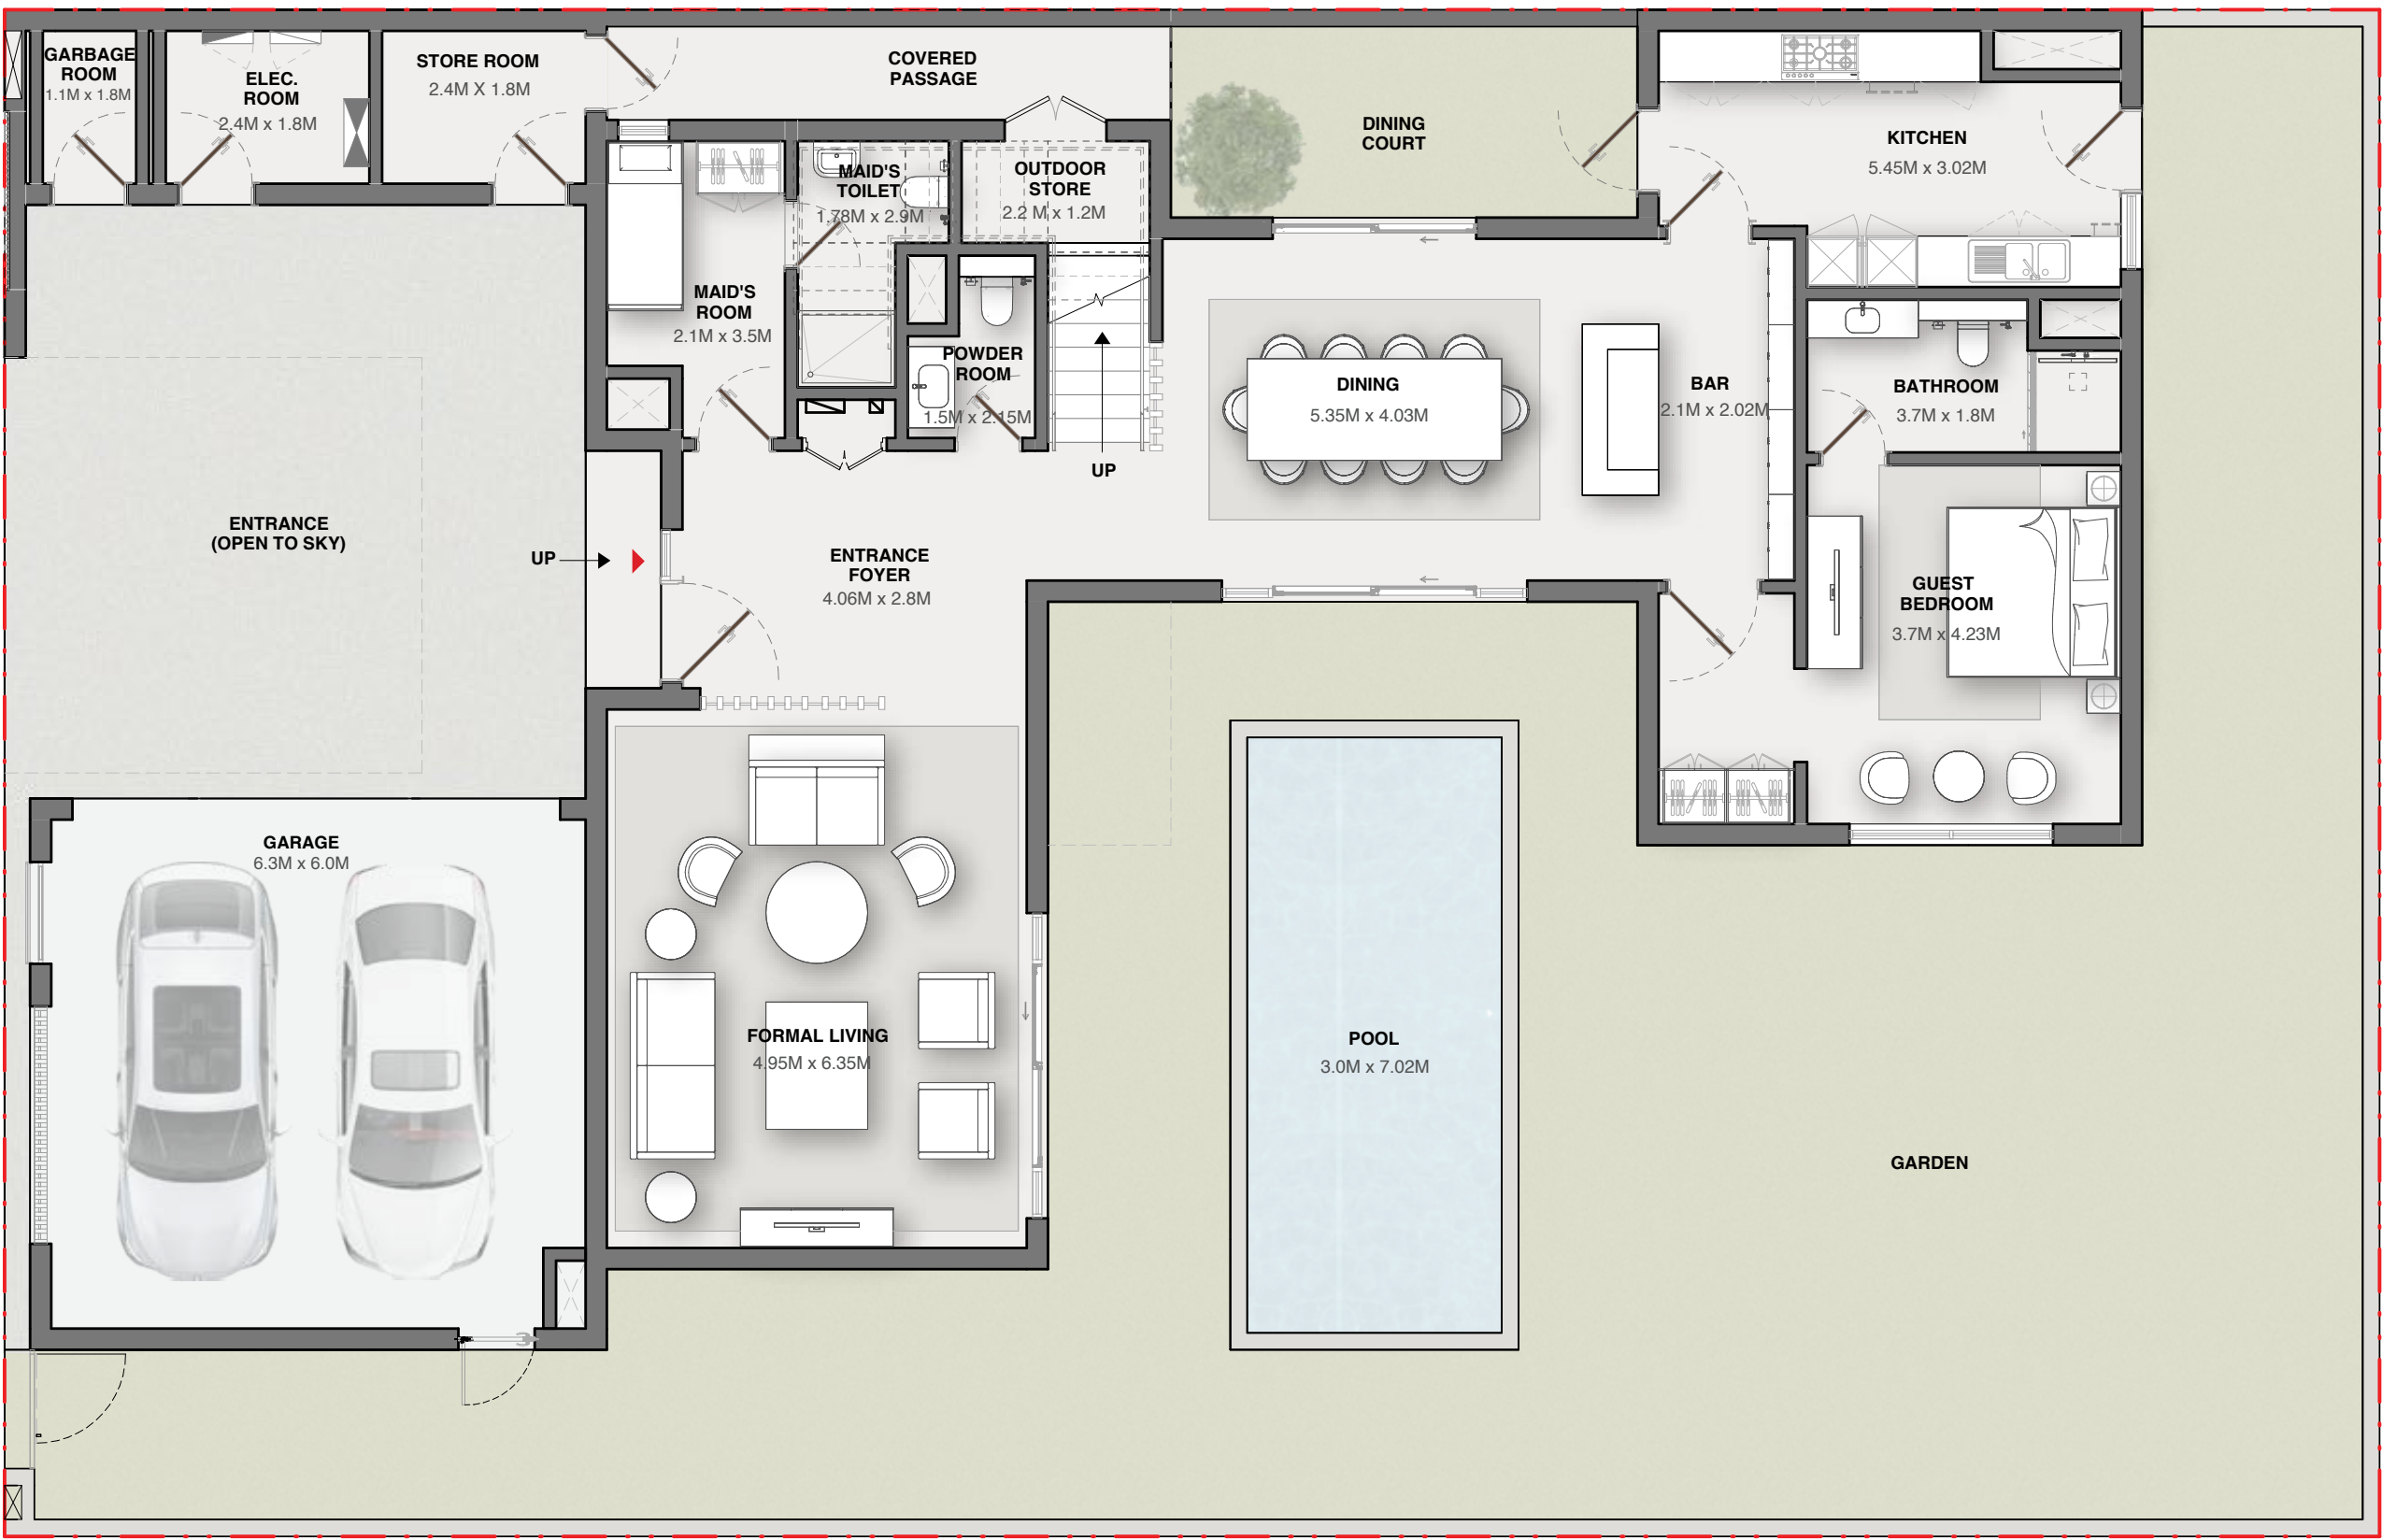 GARBAGE
ROOM
1.1M x 1.8M
ELEC.
ROOM
2.4M x 1.8M
STORE ROOM
2.4M X 1.8M
COVERED
PASSAGE
DINING
COURT
KITCHEN
5.45M x 3.02M
MAID'S
TOILET
1.78M x 2.9M
OUTDOOR
STORE
2.2 M x 1.2M
MAID'S
ROOM
2.1M x 3.5M
POWDER
ROOM
1.5M x 2.15M
UP
DINING
5.35M x 4.03M
BAR
2.1M x 2.02M
BATHROOM
3.7M x 1.8M
ENTRANCE
(OPEN TO SKY)
UP
ENTRANCE
FOYER
4.06M x 2.8M
GUEST
BEDROOM
3.7M x 4.23M
GARAGE
6.3M x 6.0M
FORMAL LIVING
4.95M x 6.35M
POOL
3.0M x 7.02M
GARDEN
3